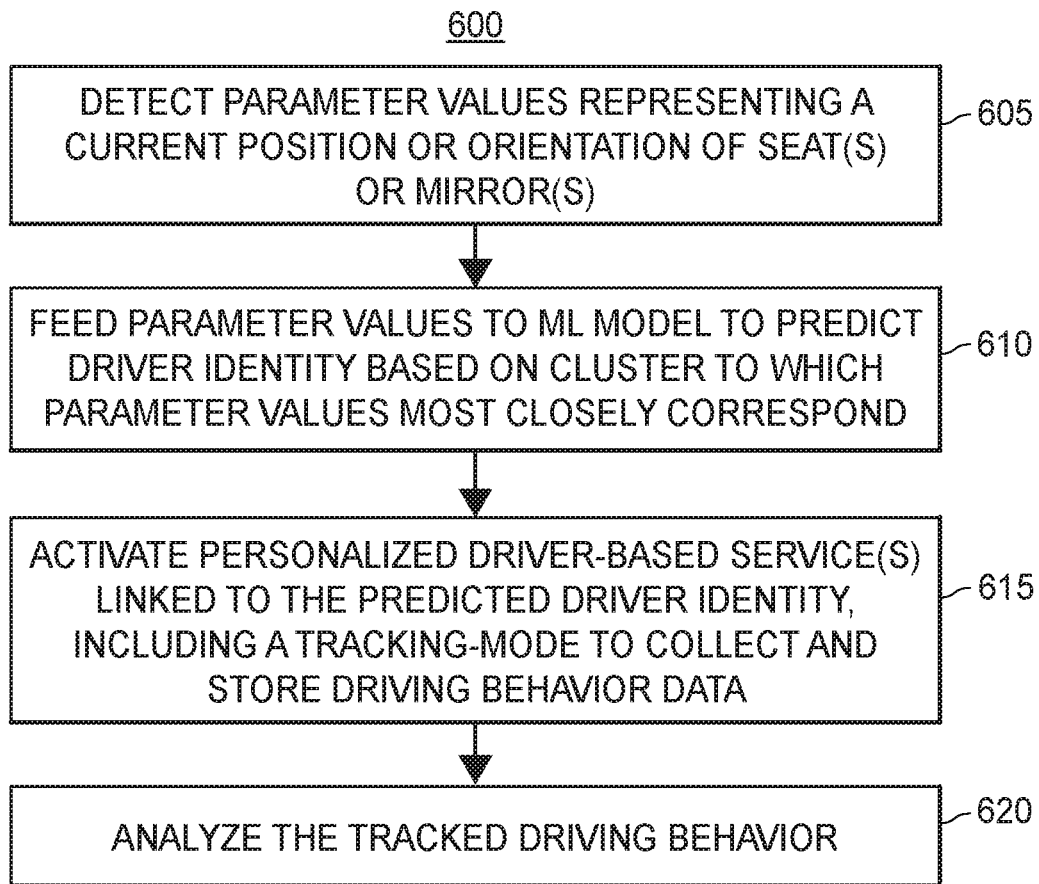 600
DETECT PARAMETER VALUES REPRESENTING A
CURRENT POSITION OR ORIENTATION OF SEAT(S)
OR MIRROR(S)
605
FEED PARAMETER VALUES TO ML MODEL TO PREDICT
DRIVER IDENTITY BASED ON CLUSTER TO WHICH
PARAMETER VALUES MOST CLOSELY CORRESPOND
610
ACTIVATE PERSONALIZED DRIVER-BASED SERVICE(S)
LINKED TO THE PREDICTED DRIVER IDENTITY,
INCLUDING A TRACKING-MODE TO COLLECT AND
STORE DRIVING BEHAVIOR DATA
615
ANALYZE THE TRACKED DRIVING BEHAVIOR
620